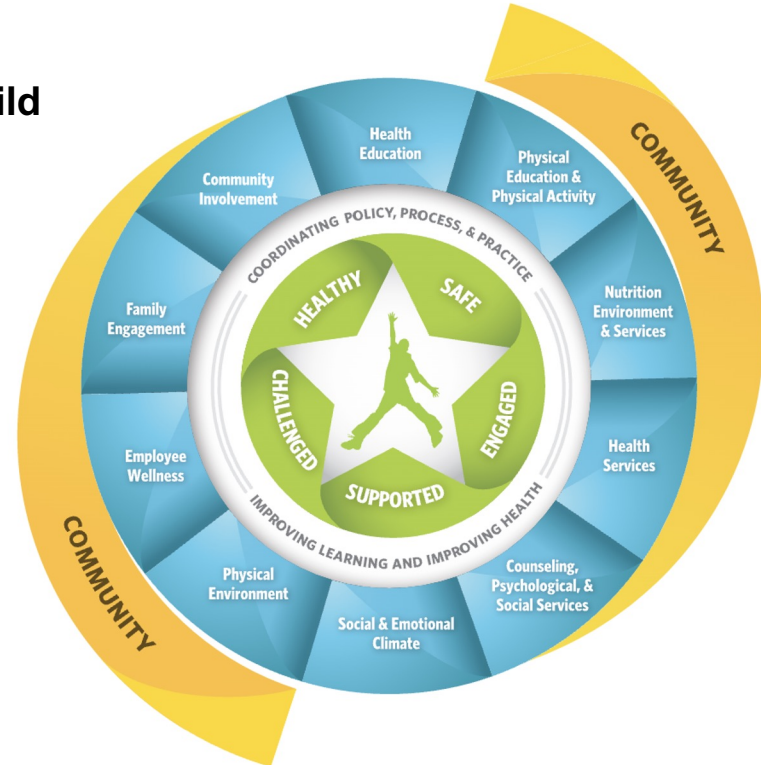 ild
COMMUNITY
Health
Education
Physical
Education &
Physical Activity
Nutrition
Environment
& Services
Health
Services
Counseling,
Psychological, &
Social Services
Social & Emotional
Climate
Physical
Environment
Employee
Wellness
Family
Engagement
Community
Involvement
COORDINATING POLICY, PROCESS, & PRACTICE
IMPROVING LEARNING AND IMPROVING HEALTH
HEALTHY
SAFE
ENGAGED
SUPPORTED
CHALLENGED
COMMUNITY